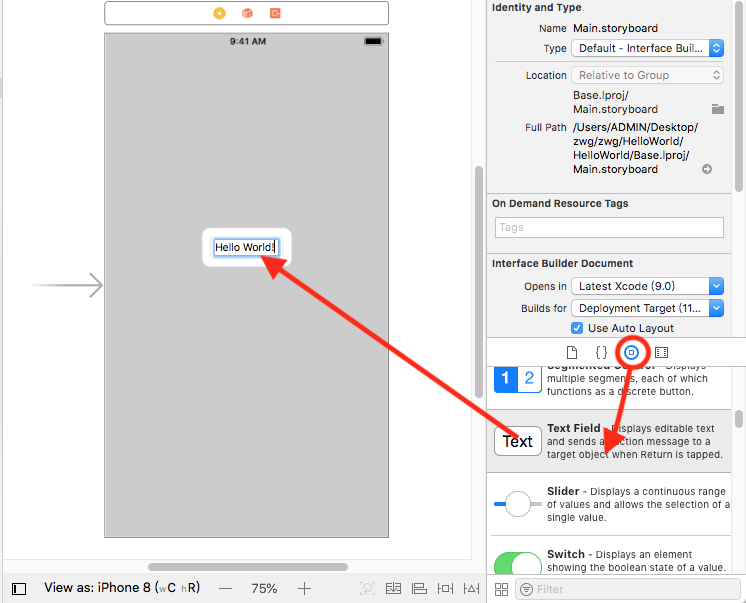 9:41 AM
Hello World!
View as: iPhone 8 (wC hR)
75%
Identity and Type
Name Main.storyboard
Type Default - Interface Buil...
Location Relative to Group
Base.lproj/
Main.storyboard
Full Path /Users/ADMIN/Desktop/
zwg/zwg/HelloWorld/
HelloWorld/Base.lproj/
Main.storyboard
On Demand Resource Tags
Tags
Interface Builder Document
Opens in Latest Xcode (9.0)
Builds for Deployment Target (11...
Use Auto Layout
{}
1 2
Displays
multiple segments, each of which
functions as a discrete button.
Text
Text Field - Displays editable text
and sends action message to a
target object when Return is tapped.
Slider - Displays a continuous range
of values and allows the selection of a
single value.
Switch - Displays an element
showing the boolean state of a value.
Filter